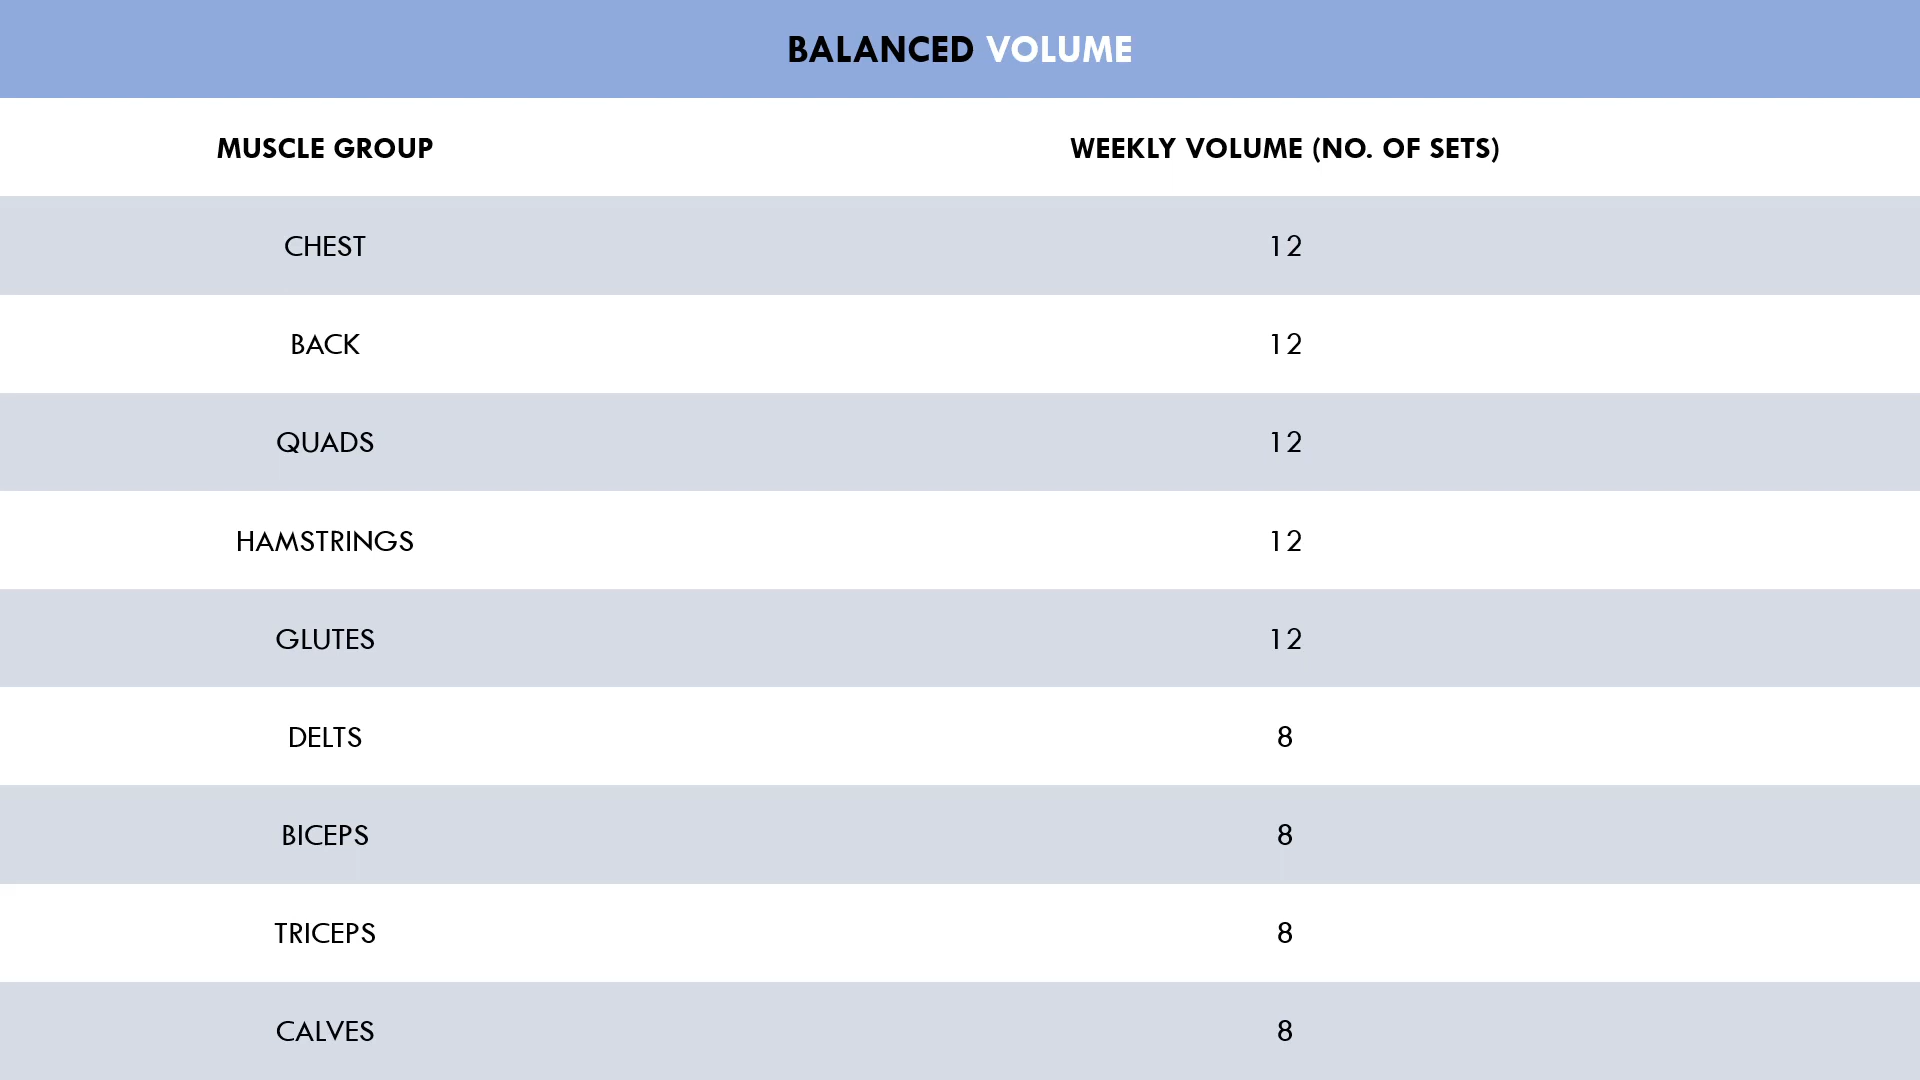 BALANCED VOLUME
MUSCLE GROUP WEEKLY VOLUME (NO. OF SETS)
CHEST 12
BACK 12
QUADS 12
HAMSTRINGS 12
GLUTES 12
DELTS 8
BICEPS 8
TRICEPS 8
CALVES 8